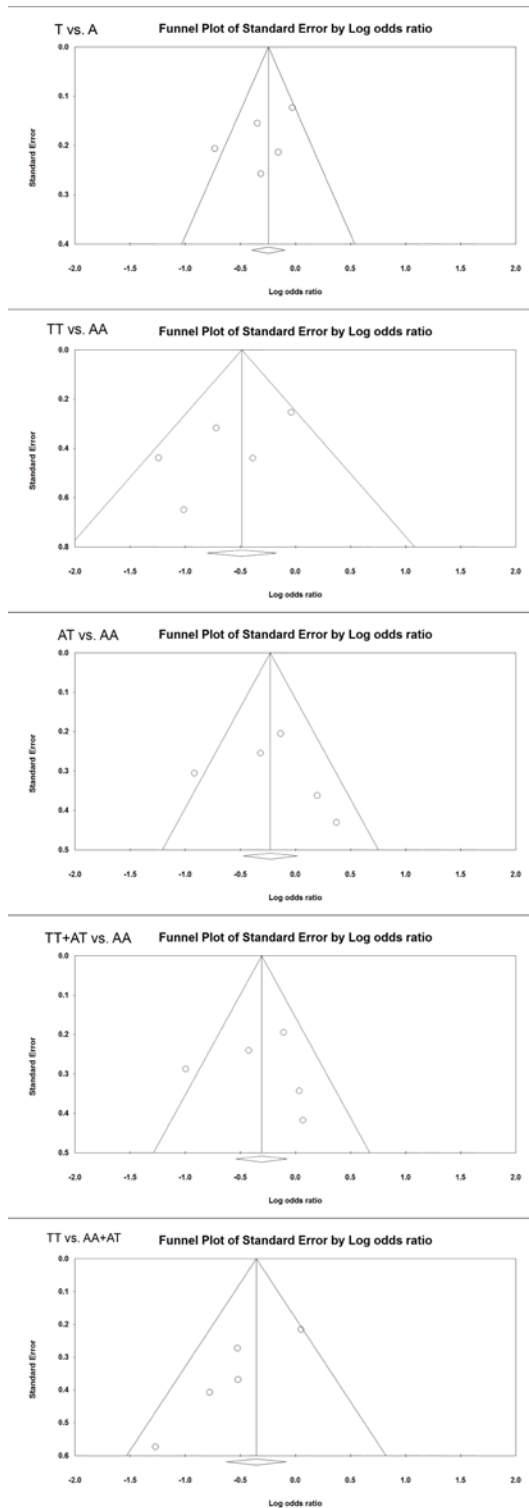 T vs. A Funnel Plot of Standard Error by Log odds ratio
0.0
0.1
0.2
0.3
0.4
Standard Error
-2.0 -1.5 -1.0 -0.5 0.0 0.5 1.0 1.5 2.0
Log odds ratio
TT vs. AA Funnel Plot of Standard Error by Log odds ratio
0.0
0.2
0.4
0.6
0.8
Standard Error
-2.0 -1.5 -1.0 -0.5 0.0 0.5 1.0 1.5 2.0
Log odds ratio
AT vs. AA Funnel Plot of Standard Error by Log odds ratio
0.0
0.1
0.2
0.3
0.4
0.5
Standard Error
-2.0 -1.5 -1.0 -0.5 0.0 0.5 1.0 1.5 2.0
Log odds ratio
TT+AT vs. AA Funnel Plot of Standard Error by Log odds ratio
0.0
0.1
0.2
0.3
0.4
0.5
Standard Error
-2.0 -1.5 -1.0 -0.5 0.0 0.5 1.0 1.5 2.0
Log odds ratio
TT vs. AA+AT Funnel Plot of Standard Error by Log odds ratio
0.0
0.1
0.2
0.3
0.4
0.5
0.6
Standard Error
-2.0 -1.5 -1.0 -0.5 0.0 0.5 1.0 1.5 2.0
Log odds ratio